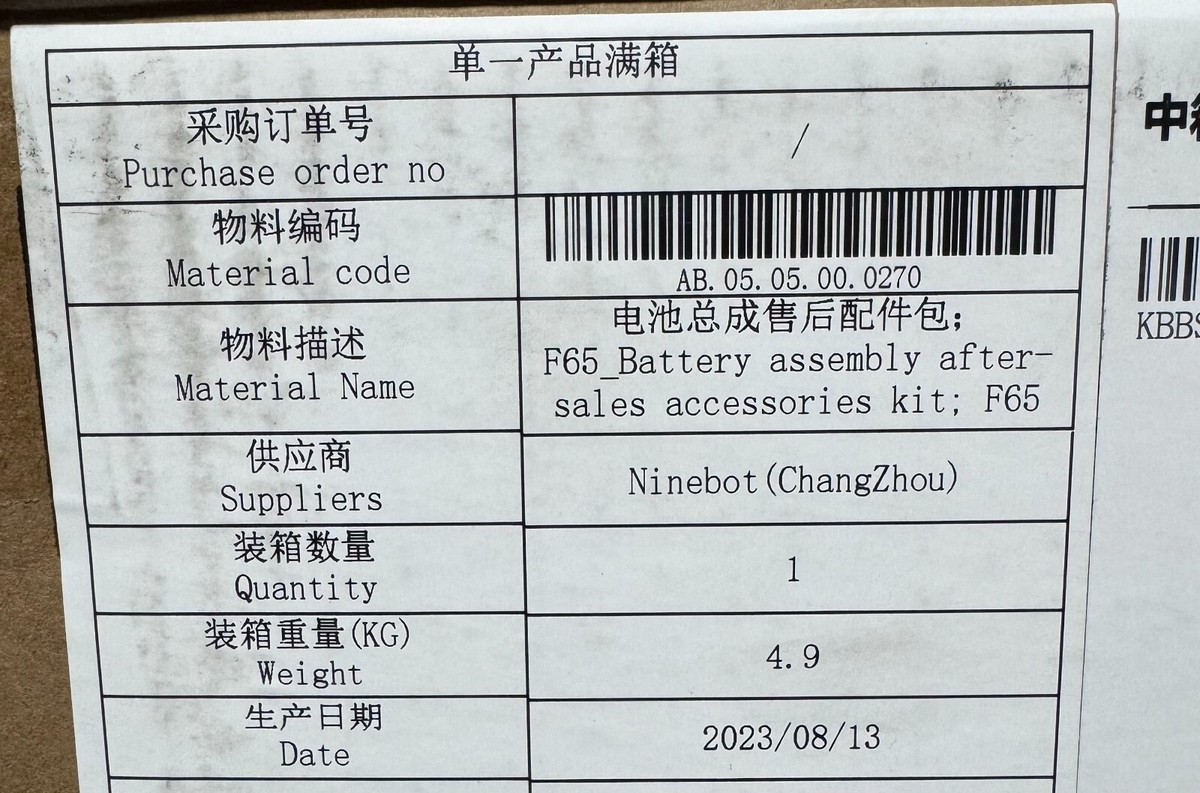 单一产品满箱
采购订单号
Purchase order no
/
物料编码
Material code
AB.05.05.00.0270
物料描述
Material Name
电池总成售后配件包;
F65_Battery assembly after-
sales accessories kit; F65
供应商
Suppliers
Ninebot(ChangZhou)
装箱数量
Quantity
1
装箱重量(KG)
Weight
4.9
生产日期
Date
2023/08/13
中
KBBS